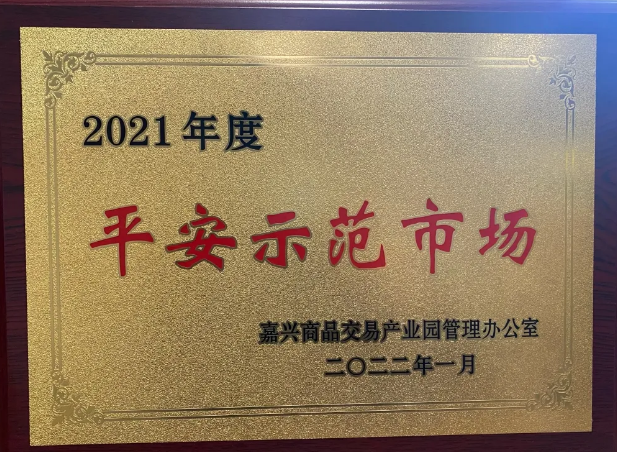 2021年度
平安示范市场
嘉兴商品交易产业园管理办公室
二〇二二年一月